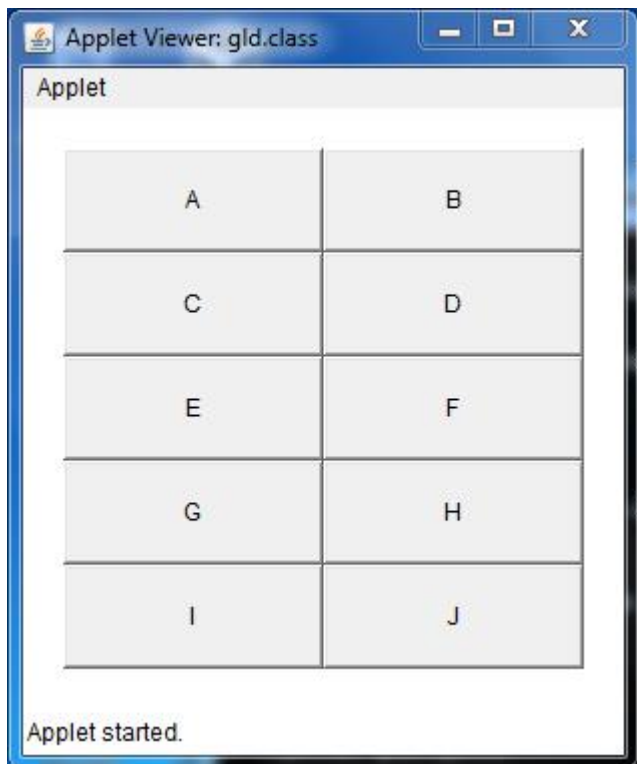 Applet Viewer: gld.class
Applet
A B
C D
E F
G H
I J
Applet started.